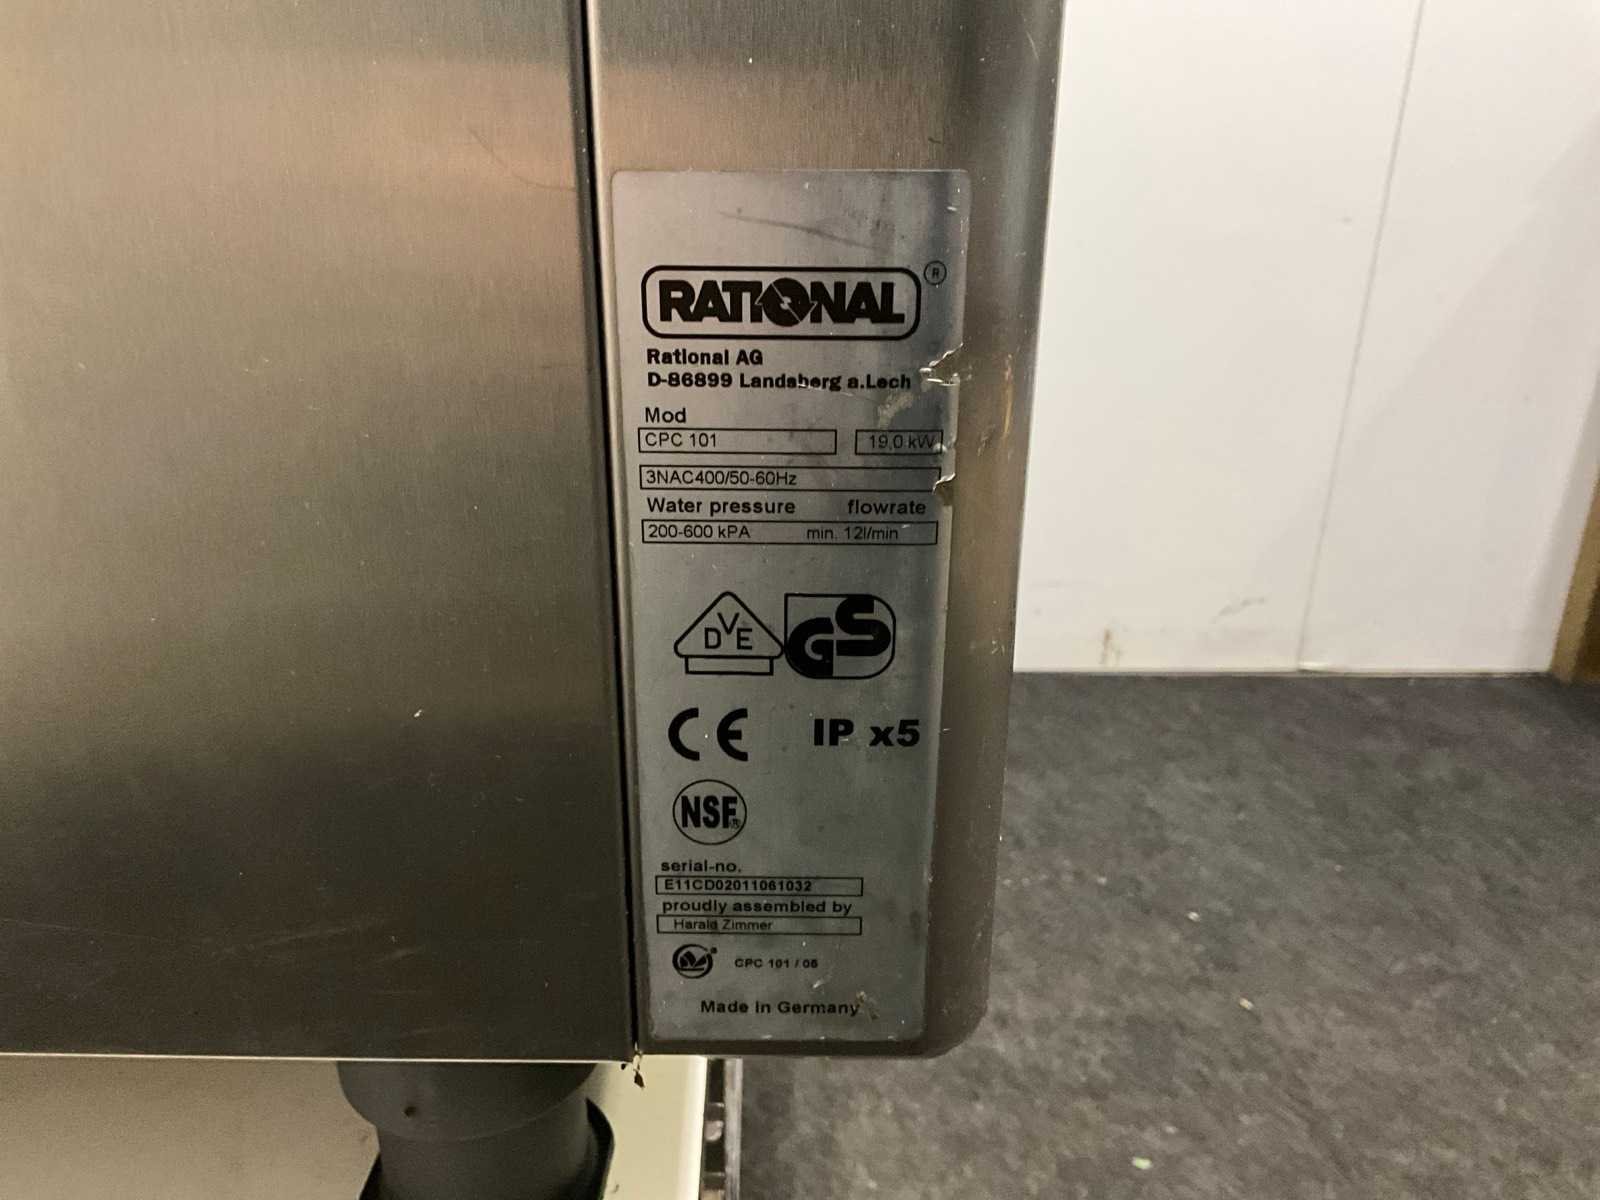 RATIONAL ®
Rational AG
D-86899 Landsberg a.Lech
Mod
CPC 101 19,0 kW
3NAC400/50-60Hz
Water pressure flowrate
200-600 kPA min. 12l/min
DVE GS
CE IP x5
NSF
serial-no.
E11CD02011061032
proudly assembled by
Harald Zimmer
CPC 101 / 06
Made in Germany